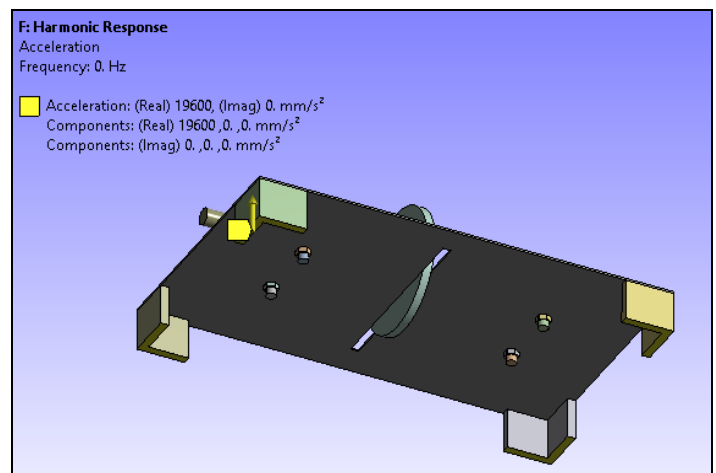 F: Harmonic Response
Acceleration
Frequency: 0. Hz
Acceleration: (Real) 19600, (Imag) 0. mm/s²
Components: (Real) 19600 ,0. ,0. mm/s²
Components: (Imag) 0. ,0. ,0. mm/s²